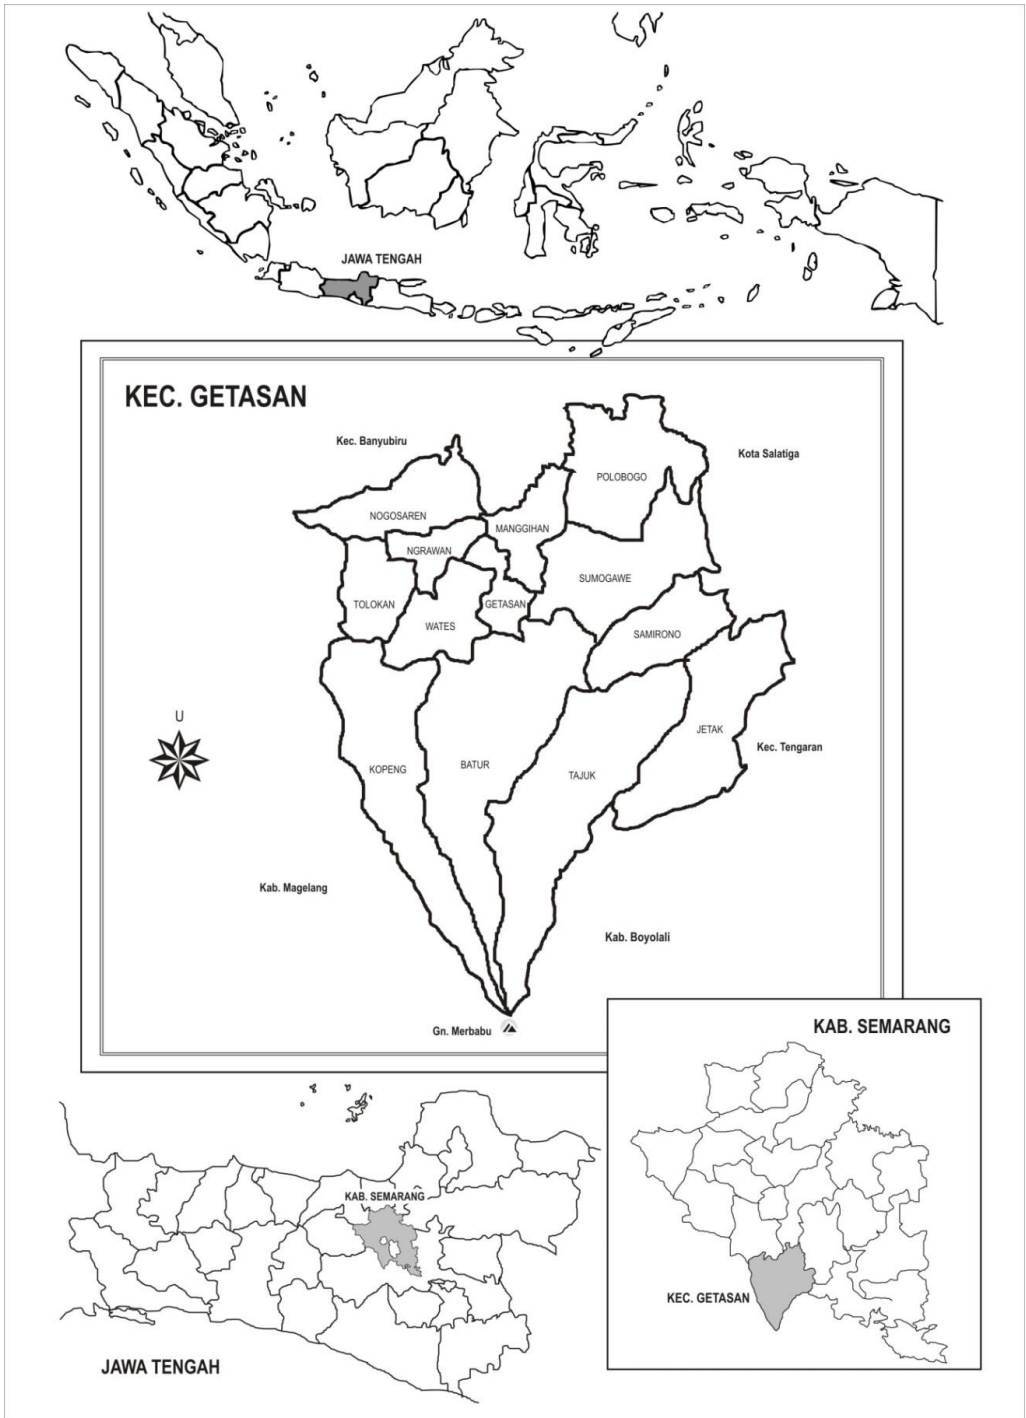 JAWA TENGAH
KEC. GETASAN
Kec. Banyubiru
Kota Salatiga
POLOBOGO
NOGOSAREN
MANGGIHAN
NGRAWAN
SUMOGAWE
TOLOKAN
GETASAN
WATES
SAMIRONO
U
JETAK
Kec. Tengaran
KOPENG
BATUR
TAJUK
Kab. Magelang
Kab. Boyolali
Gn. Merbabu
KAB. SEMARANG
KAB. SEMARANG
KEC. GETASAN
JAWA TENGAH